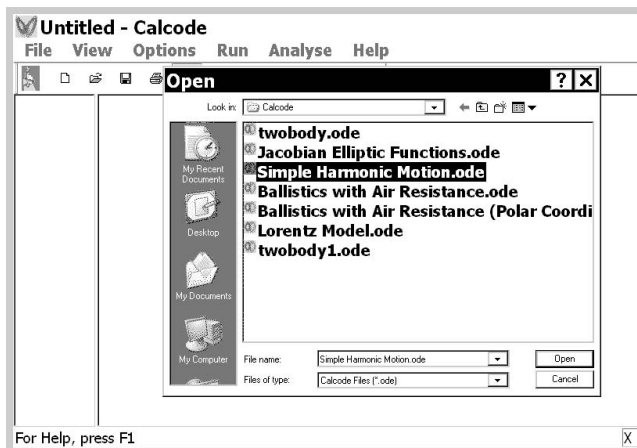 Untitled - Calcode
File View Options Run Analyse Help
Open
Look in: Calcode
twobody.ode
Jacobian Elliptic Functions.ode
Simple Harmonic Motion.ode
Ballistics with Air Resistance.ode
Ballistics with Air Resistance (Polar Coordi
Lorentz Model.ode
twobody1.ode
My Recent
Documents
Desktop
My Documents
My Computer
File name: Simple Harmonic Motion.ode Open
Files of type: Calcode Files (*.ode) Cancel
For Help, press F1